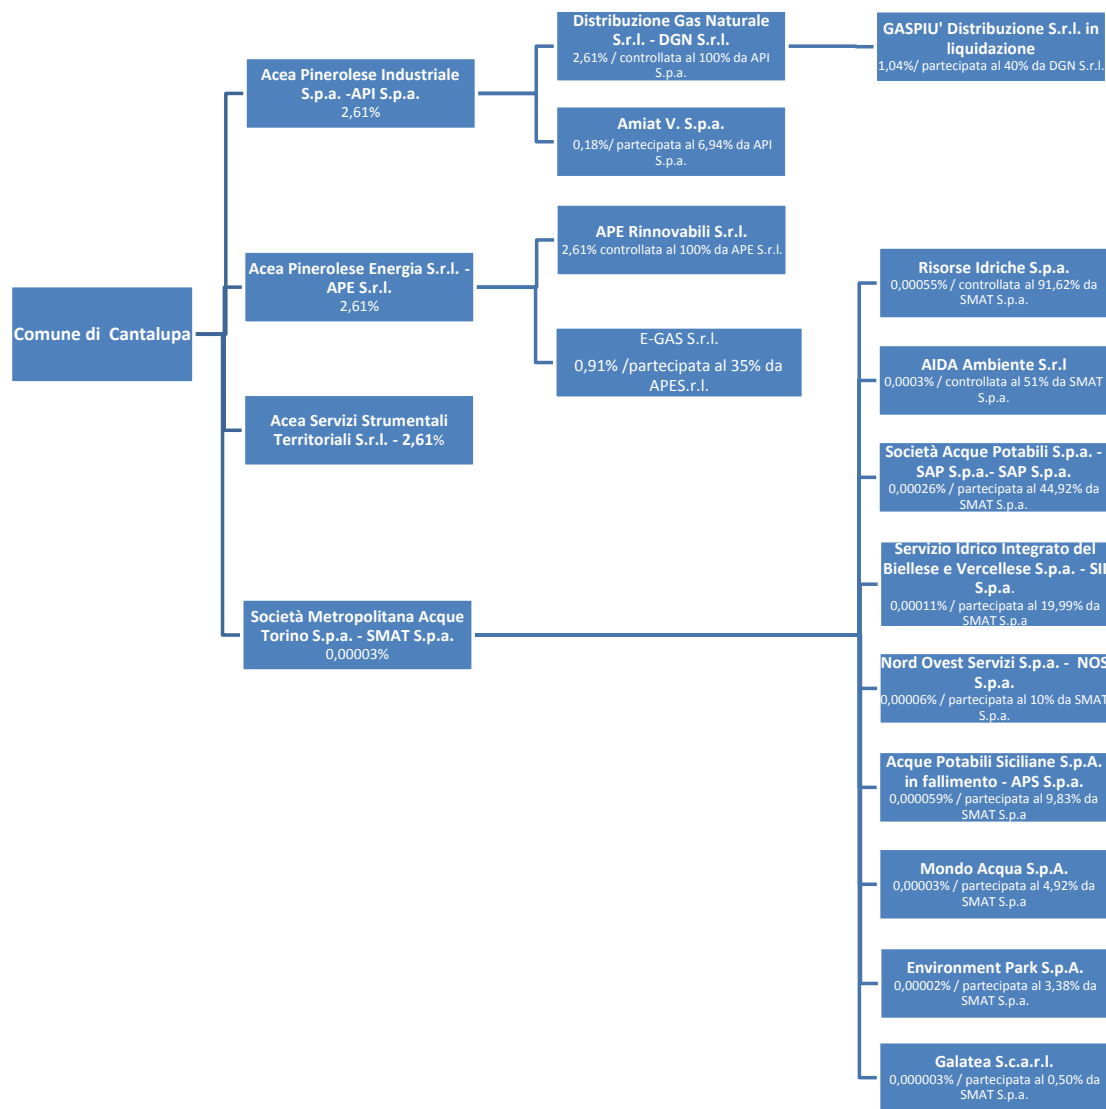 Comune di  Cantalupa
Acea Pinerolese Industriale
S.p.a. -API S.p.a.
2,61%
Distribuzione Gas Naturale
S.r.l. - DGN S.r.l.
2,61% / controllata al 100% da API
S.p.a.
GASPIU' Distribuzione S.r.l. in
liquidazione
1,04%/ partecipata al 40% da DGN S.r.l.
Amiat V. S.p.a.
0,18%/ partecipata al 6,94% da API
S.p.a.
Acea Pinerolese Energia S.r.l. -
APE S.r.l.
2,61%
APE Rinnovabili S.r.l.
2,61% controllata al 100% da APE S.r.l.
E-GAS S.r.l.
0,91% /partecipata al 35% da
APES.r.l.
Acea Servizi Strumentali
Territoriali S.r.l. - 2,61%
Società Metropolitana Acque
Torino S.p.a. - SMAT S.p.a.
0,00003%
Risorse Idriche S.p.a.
0,00055% / controllata al 91,62% da
SMAT S.p.a.
AIDA Ambiente S.r.l
0,0003% / controllata al 51% da SMAT
S.p.a.
Società Acque Potabili S.p.a. -
SAP S.p.a.- SAP S.p.a.
0,00026% / partecipata al 44,92% da
SMAT S.p.a.
Servizio Idrico Integrato del
Biellese e Vercellese S.p.a. - SII
S.p.a.
0,00011% / partecipata al 19,99% da
SMAT S.p.a
Nord Ovest Servizi S.p.a. -  NOS
S.p.a.
0,00006% / partecipata al 10% da SMAT
S.p.a.
Acque Potabili Siciliane S.p.A.
in fallimento - APS S.p.a.
0,000059% / partecipata al 9,83% da
SMAT S.p.a
Mondo Acqua S.p.A.
0,00003% / partecipata al 4,92% da
SMAT S.p.a
Environment Park S.p.A.
0,00002% / partecipata al 3,38% da
SMAT S.p.a.
Galatea S.c.a.r.l.
0,000003% / partecipata al 0,50% da
SMAT S.p.a.